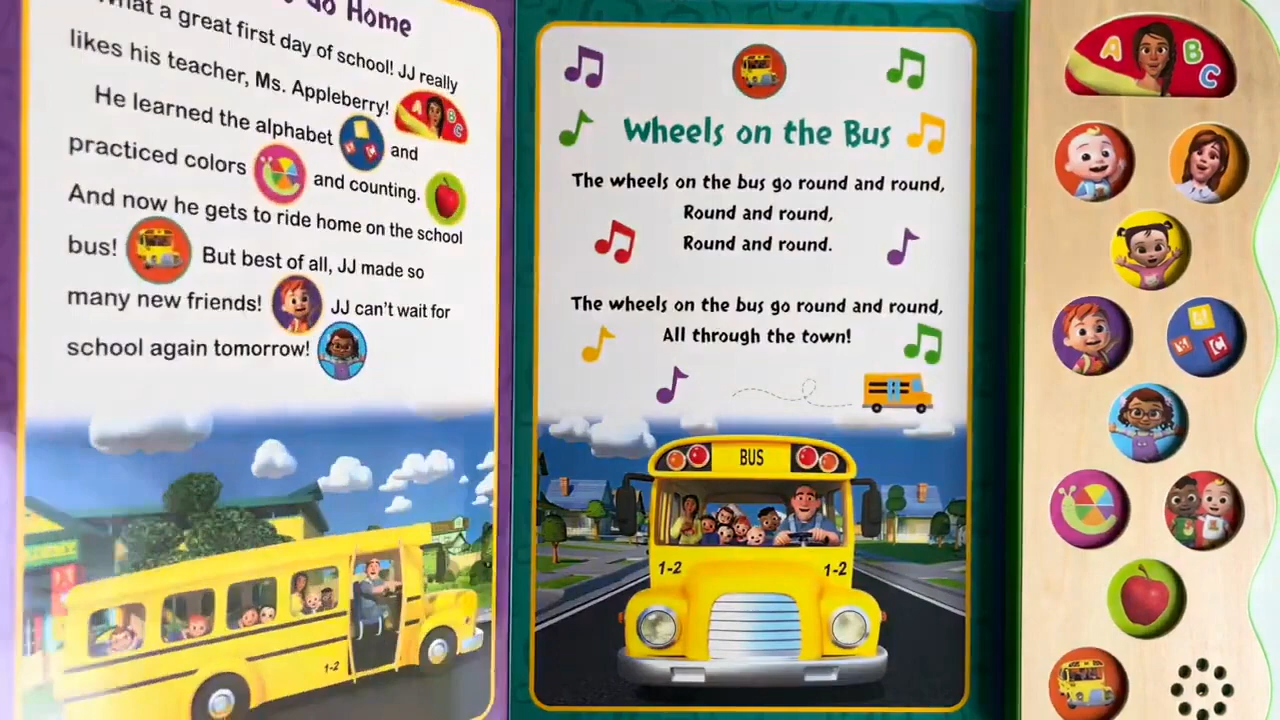 to Go Home
What a great first day of school! JJ really
likes his teacher, Ms. Appleberry!
A B C
He learned the alphabet and
practiced colors and counting.
And now he gets to ride home on the school
bus! But best of all, JJ made so
many new friends! JJ can't wait for
school again tomorrow!
1-2
Wheels on the Bus
The wheels on the bus go round and round,
Round and round,
Round and round.
The wheels on the bus go round and round,
All through the town!
BUS
1-2 1-2
A B C